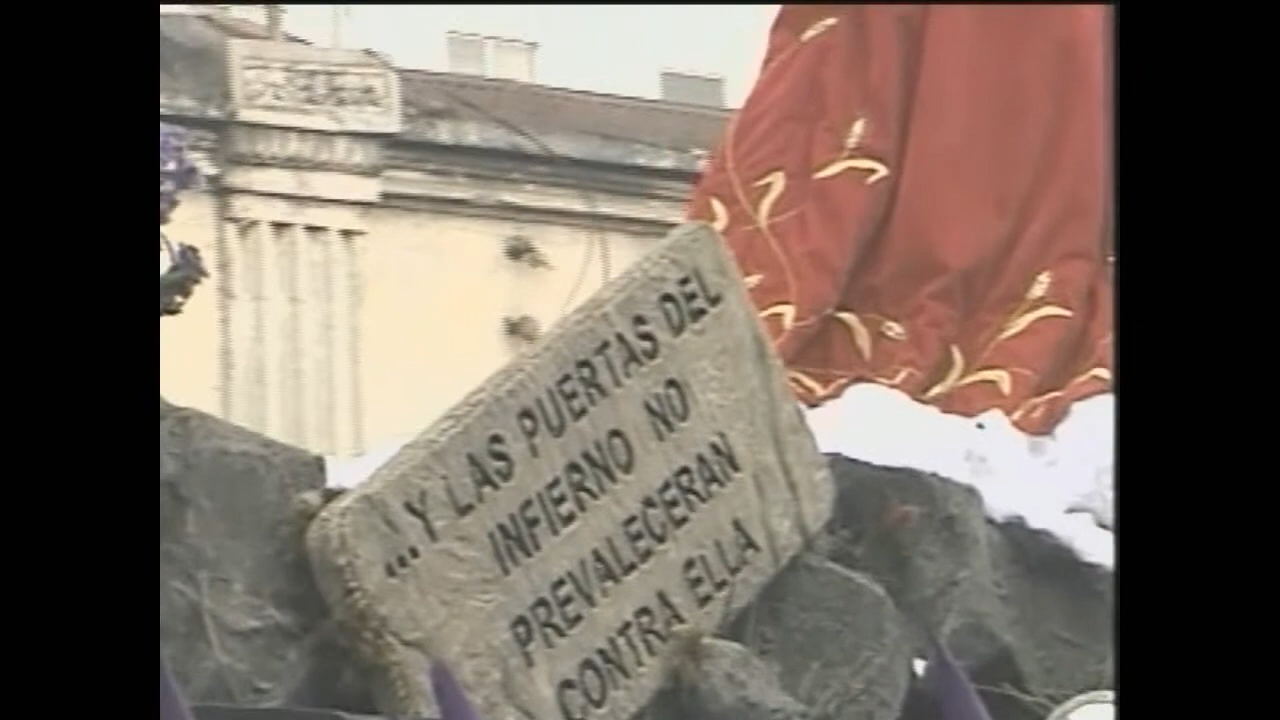 ...Y LAS PUERTAS DEL
INFIERNO NO
PREVALECERAN
CONTRA ELLA